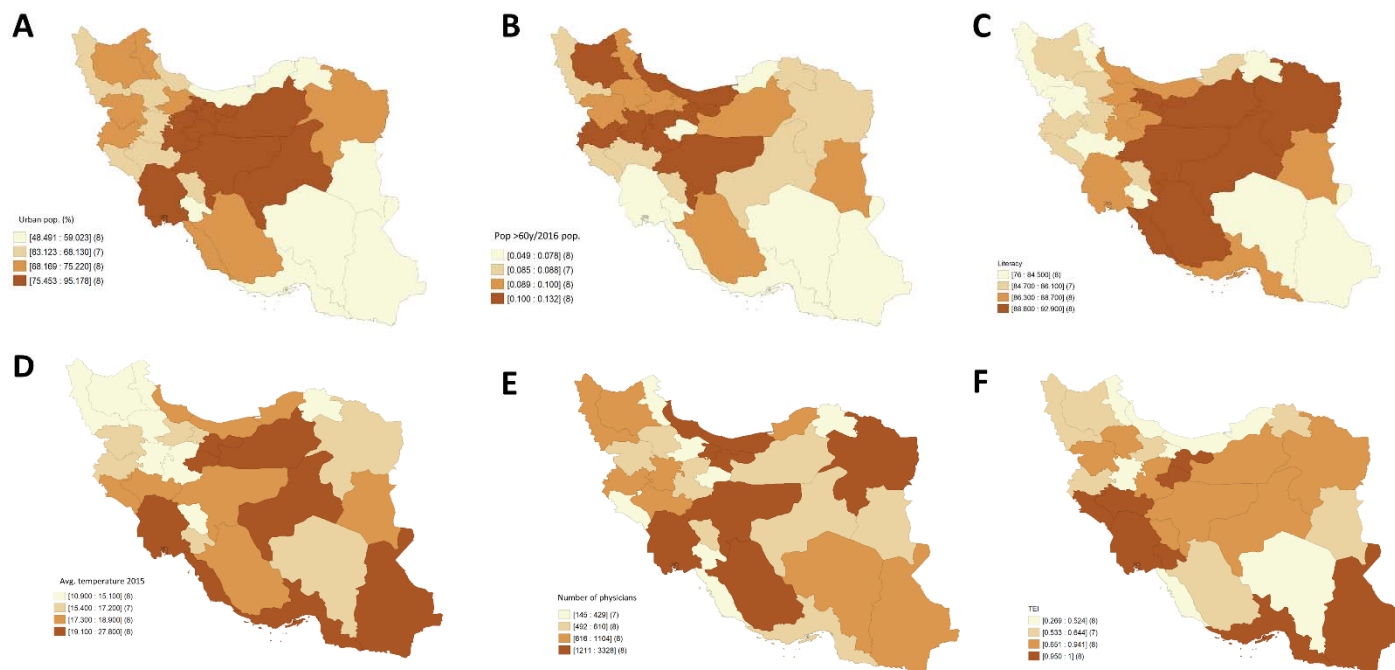 A
Urban pop. (%)
[48.491 : 59.023] (8)
[63.123 : 68.130] (7)
[68.169 : 75.220] (8)
[75.453 : 95.178] (8)
B
Pop >60y/2016 pop.
[0.049 : 0.078] (8)
[0.085 : 0.088] (7)
[0.089 : 0.100] (8)
[0.100 : 0.132] (8)
C
Literacy
[76 : 84.500] (8)
[84.700 : 86.100] (7)
[86.300 : 88.700] (8)
[88.800 : 92.900] (8)
D
Avg. temperature 2015
[10.900 : 15.100] (8)
[15.400 : 17.200] (7)
[17.300 : 18.900] (8)
[19.100 : 27.800] (8)
E
Number of physicians
[145 : 429] (7)
[492 : 610] (8)
[616 : 1104] (8)
[1211 : 3328] (8)
F
TEI
[0.269 : 0.524] (8)
[0.533 : 0.644] (7)
[0.651 : 0.941] (8)
[0.950 : 1] (8)